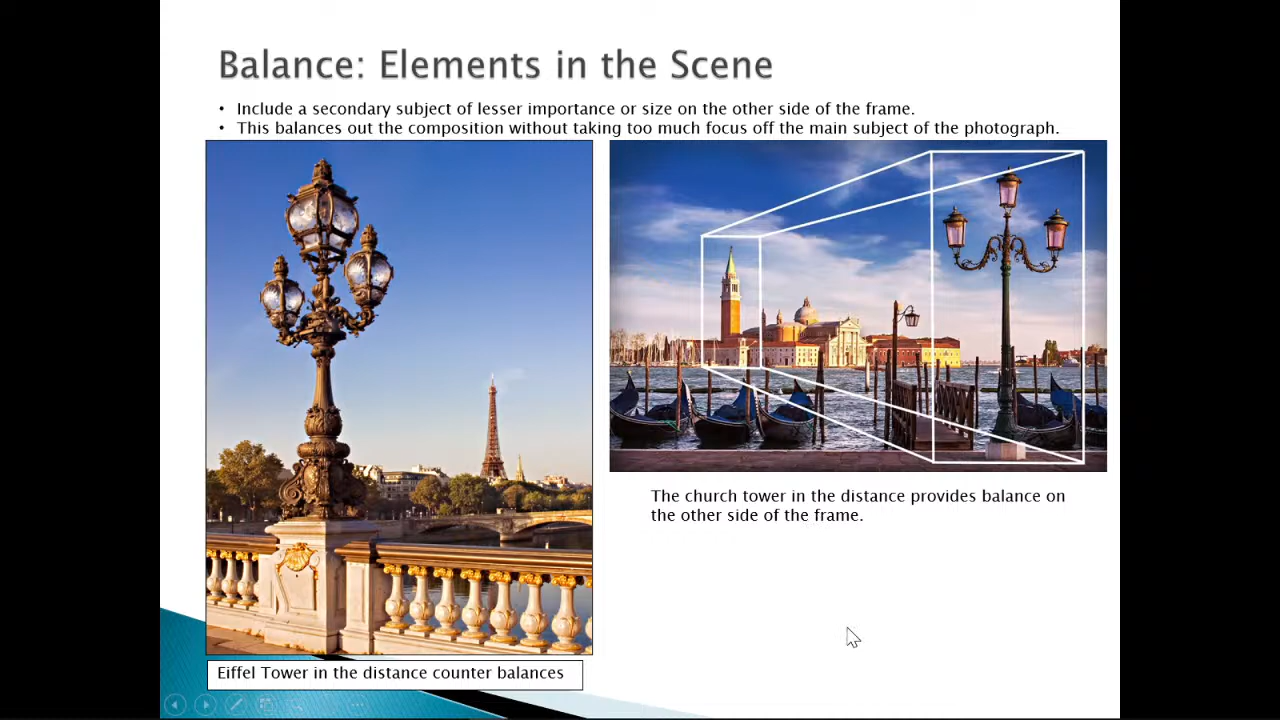 Balance: Elements in the Scene
• Include a secondary subject of lesser importance or size on the other side of the frame.
• This balances out the composition without taking too much focus off the main subject of the photograph.
The church tower in the distance provides balance on
the other side of the frame.
Eiffel Tower in the distance counter balances